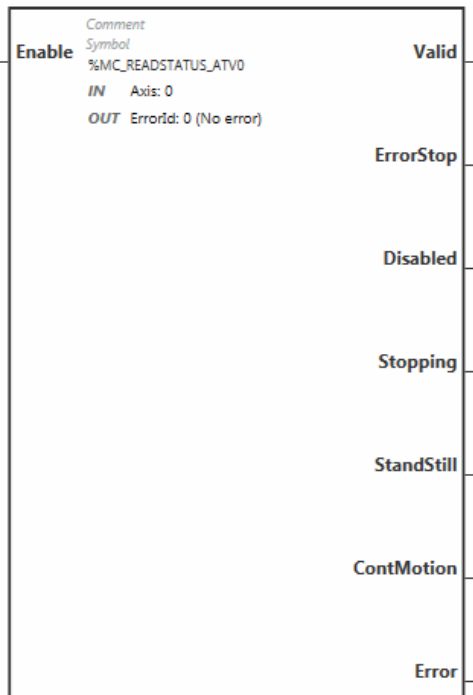 Comment
Enable Symbol Valid
%MC_READSTATUS_ATV0
IN Axis: 0
OUT ErrorId: 0 (No error)
ErrorStop
Disabled
Stopping
StandStill
ContMotion
Error